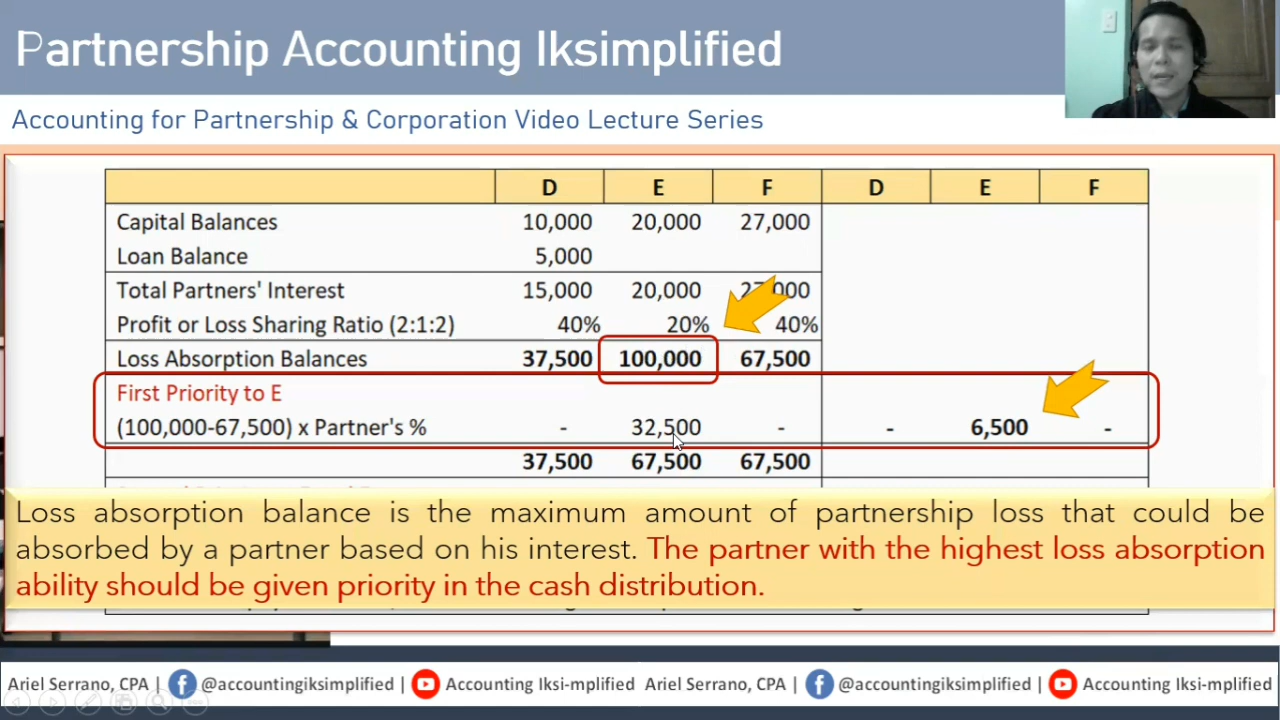 Partnership Accounting Iksimplified
Accounting for Partnership & Corporation Video Lecture Series
D E F D E F
Capital Balances 10,000 20,000 27,000
Loan Balance 5,000
Total Partners' Interest 15,000 20,000 27,000
Profit or Loss Sharing Ratio (2:1:2) 40% 20% 40%
Loss Absorption Balances 37,500 100,000 67,500
First Priority to E
(100,000-67,500) x Partner's % - 32,500 - - 6,500 -
37,500 67,500 67,500
Loss absorption balance is the maximum amount of partnership loss that could be
absorbed by a partner based on his interest. The partner with the highest loss absorption
ability should be given priority in the cash distribution.
Ariel Serrano, CPA | @accountingiksimplified | Accounting Iksi-mplified Ariel Serrano, CPA | @accountingiksimplified | Accounting Iksi-mplified